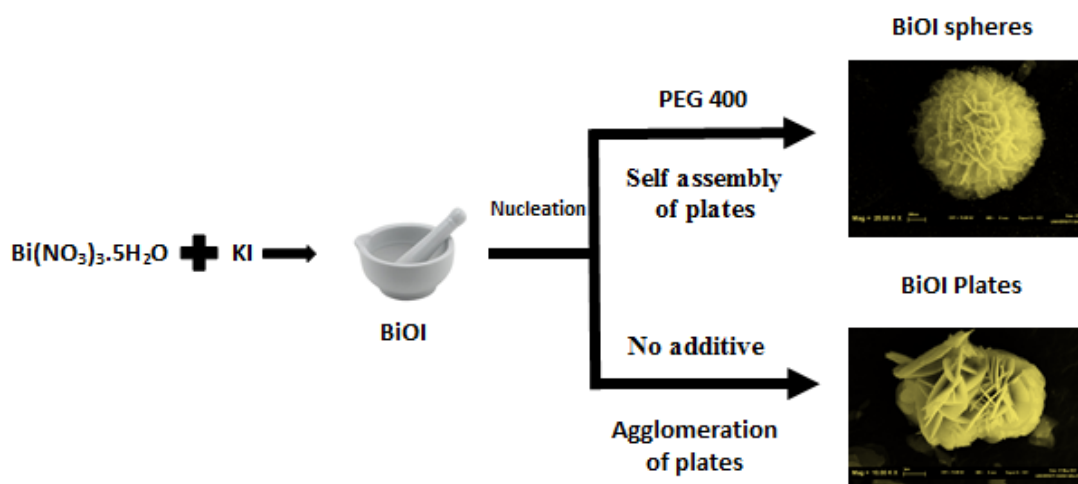 BiOI spheres
PEG 400
Self assembly
of plates
Nucleation
Bi(NO₃)₃.5H₂O + KI
BiOI
BiOI Plates
No additive
Agglomeration
of plates